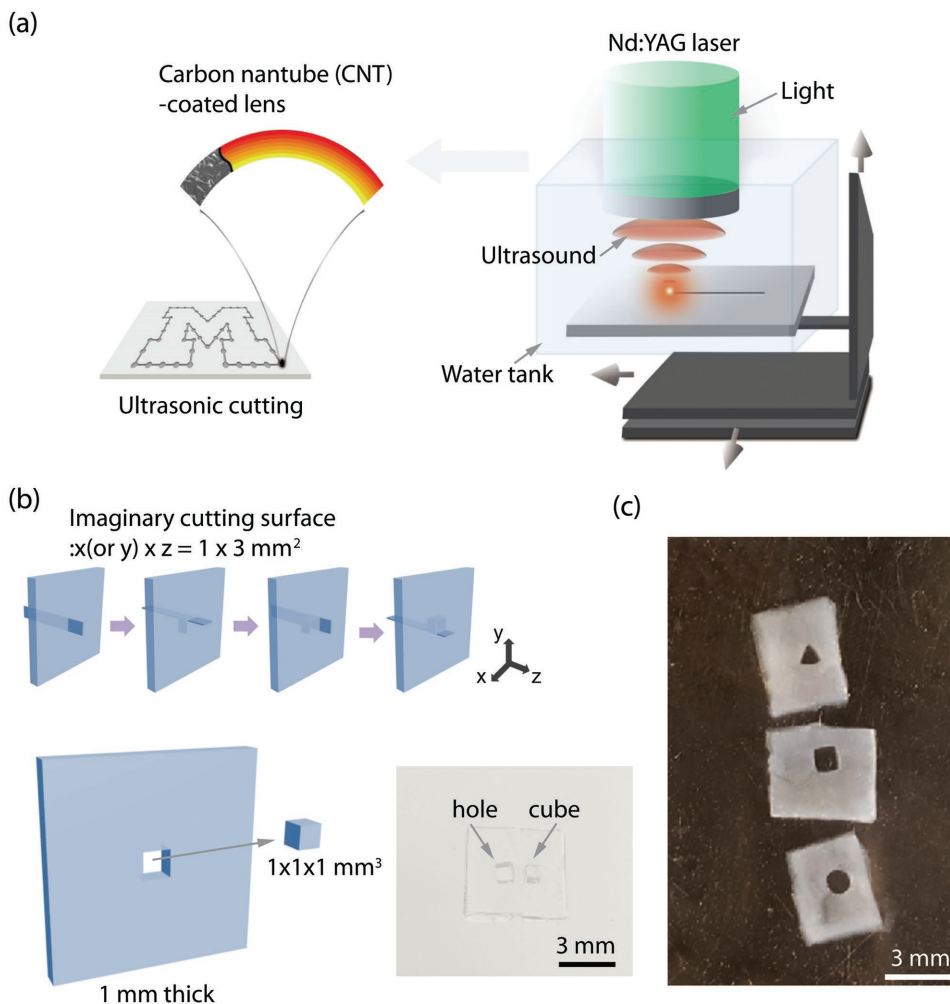 (a)
Nd:YAG laser
Carbon nantube (CNT)
-coated lens
Light
Ultrasound
Water tank
M
Ultrasonic cutting
(b)
Imaginary cutting surface
:x(or y) x z = 1 x 3 mm²
y
x
z
(c)
hole
cube
1x1x1 mm³
3 mm
1 mm thick
3 mm